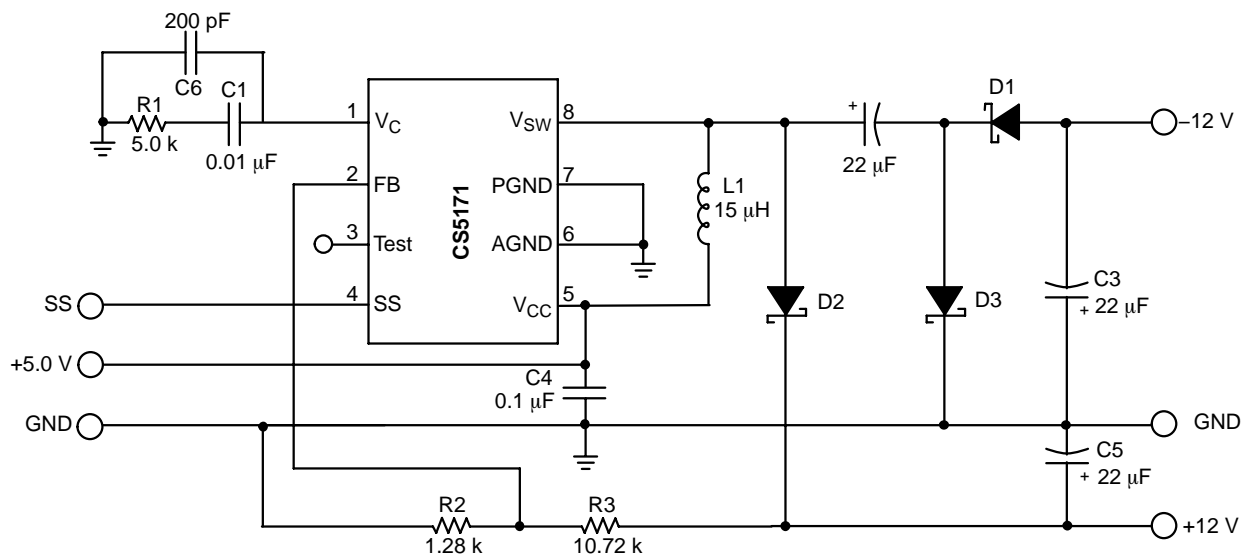 200 pF
C6
C1
R1
5.0 k
0.01 μF
1
V_C
2
FB
3
Test
4
SS
CS5171
V_SW
8
PGND
7
AGND
6
V_CC
5
L1
15 μH
+
22 μF
D1
–12 V
D2
D3
C3
+
22 μF
SS
+5.0 V
C4
0.1 μF
GND
GND
C5
+
22 μF
R2
1.28 k
R3
10.72 k
+12 V